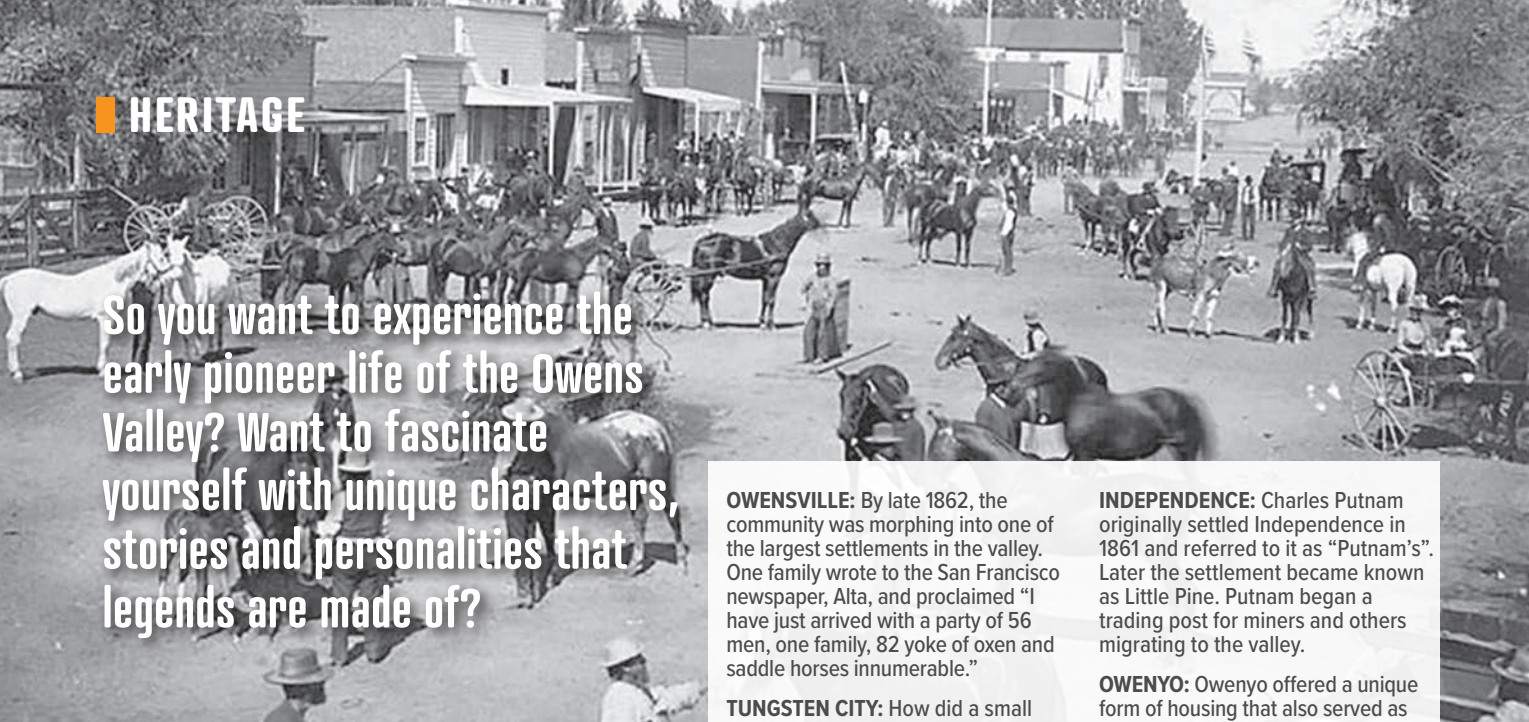 HERITAGE
So you want to experience the
early pioneer life of the Owens
Valley? Want to fascinate
yourself with unique characters,
stories and personalities that
legends are made of?
OWENSVILLE: By late 1862, the
community was morphing into one of
the largest settlements in the valley.
One family wrote to the San Francisco
newspaper, Alta, and proclaimed “I
have just arrived with a party of 56
men, one family, 82 yoke of oxen and
saddle horses innumerable.”
TUNGSTEN CITY: How did a small
INDEPENDENCE: Charles Putnam
originally settled Independence in
1861 and referred to it as “Putnam’s”.
Later the settlement became known
as Little Pine. Putnam began a
trading post for miners and others
migrating to the valley.
OWENYO: Owenyo offered a unique
form of housing that also served as